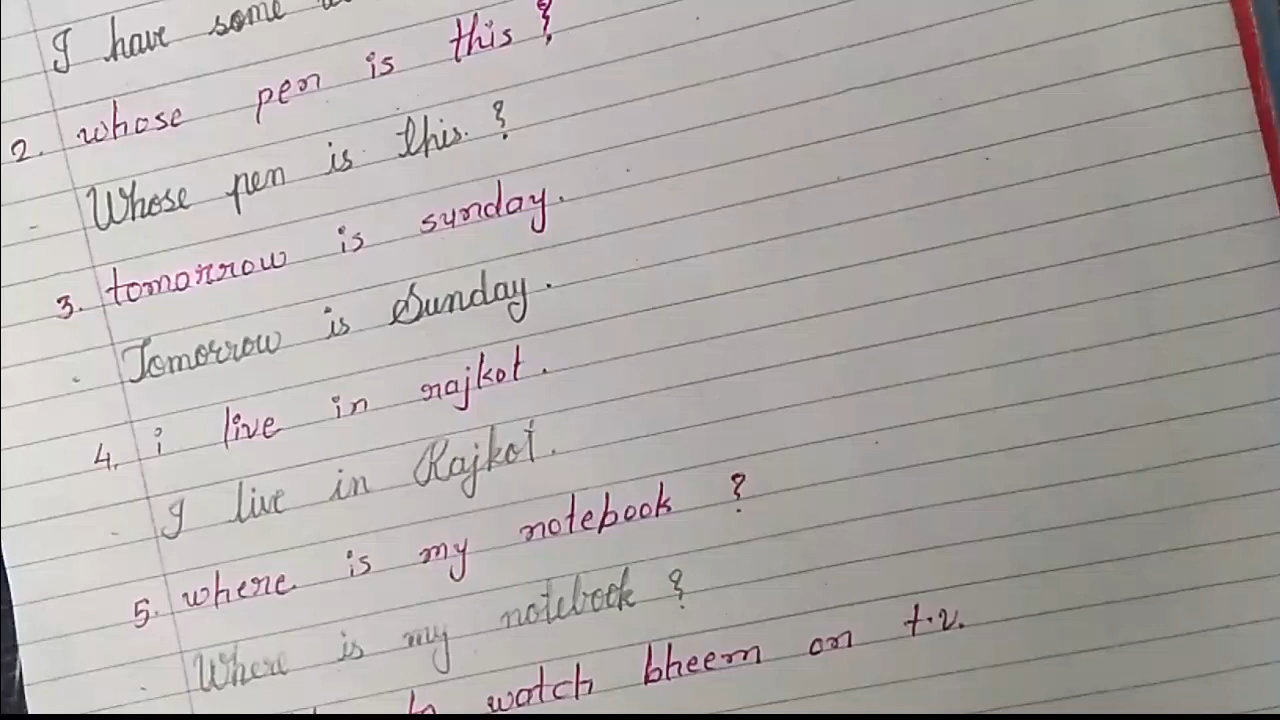 I have some
2. whose pen is this ?
- Whose pen is this. ?
3. tomorrow is sunday.
- Tomorrow is Sunday.
4. i live in rajkot.
- I live in Rajkot.
5. where is my notebook ?
- Where is my notebook ?
watch bheem on t.v.